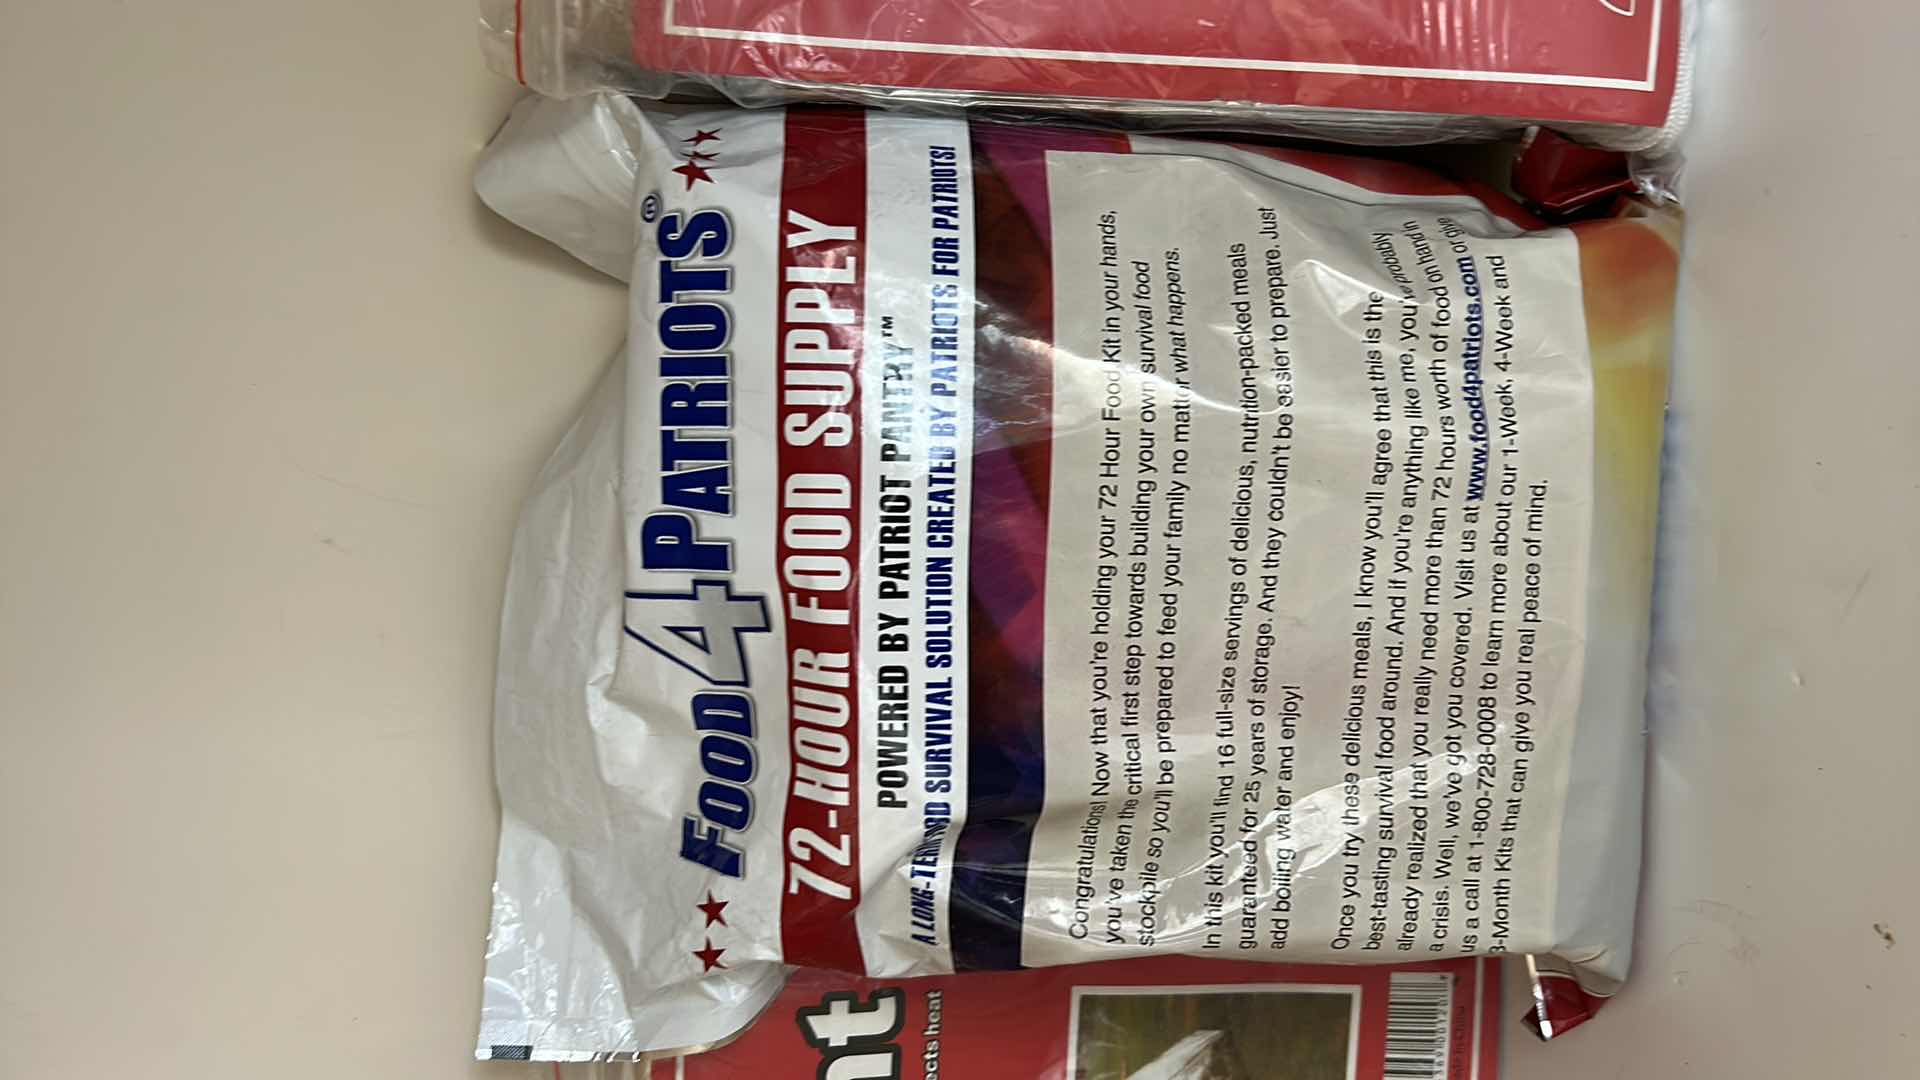 FOOD4PATRIOTS®
72-HOUR FOOD SUPPLY
POWERED BY PATRIOT PANTRY™
A LONG-TERM SURVIVAL SOLUTION CREATED BY PATRIOTS FOR PATRIOTS!
Congratulations! Now that you're holding your 72 Hour Food Kit in your hands,
you've taken the critical first step towards building your own survival food
stockpile so you'll be prepared to feed your family no matter what happens.
In this kit you'll find 16 full-size servings of delicious, nutrition-packed meals
guaranteed for 25 years of storage. And they couldn't be easier to prepare. Just
add boiling water and enjoy!
Once you try these delicious meals, I know you'll agree that this is the
best-tasting survival food around. And if you're anything like me, you've probably
already realized that you really need more than 72 hours worth of food on hand in
a crisis. Well, we've got you covered. Visit us at www.food4patriots.com or give
us a call at 1-800-728-0008 to learn more about our 1-Week, 4-Week and
3-Month Kits that can give you real peace of mind.
nt
ects heat